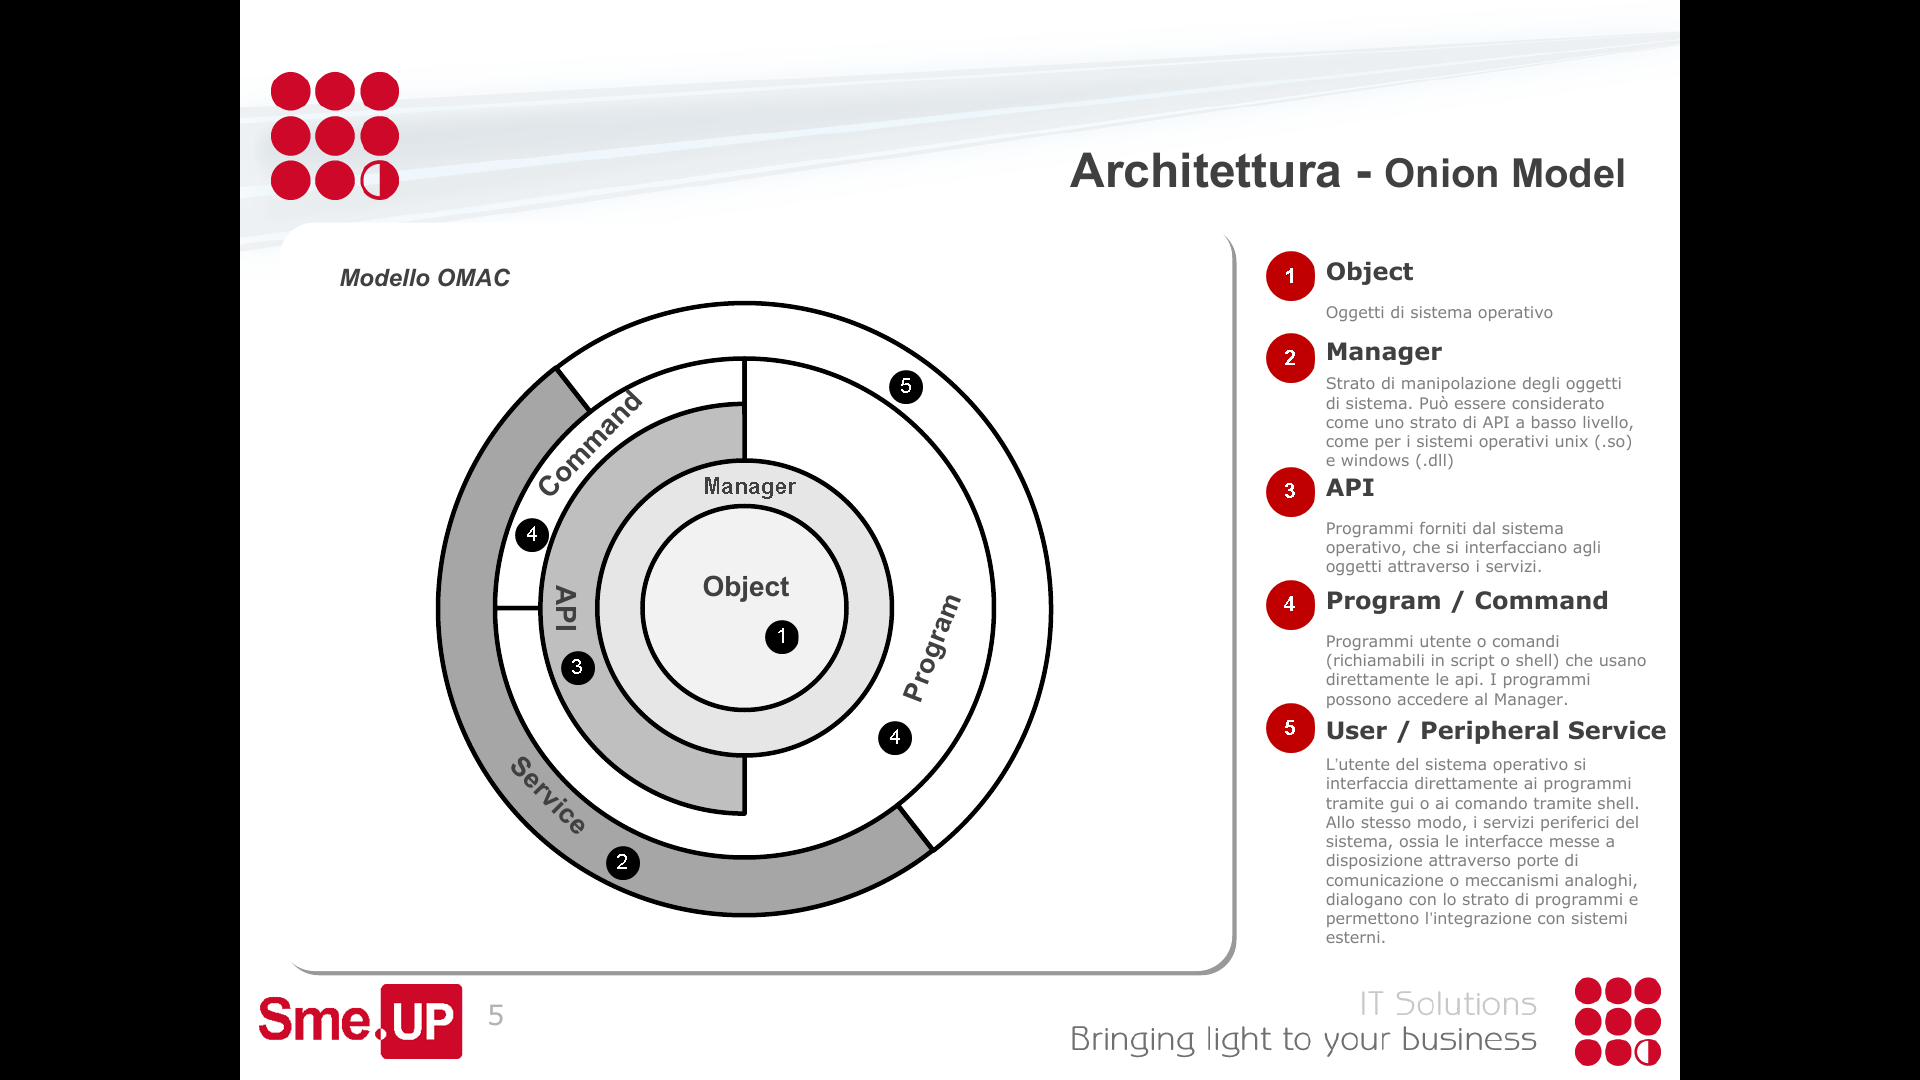 Architettura - Onion Model
Modello OMAC
5
Command
4
Manager
Object
1
API
3
Program
4
Service
2
1
Object
Oggetti di sistema operativo
2
Manager
Strato di manipolazione degli oggetti
di sistema. Può essere considerato
come uno strato di API a basso livello,
come per i sistemi operativi unix (.so)
e windows (.dll)
3
API
Programmi forniti dal sistema
operativo, che si interfacciano agli
oggetti attraverso i servizi.
4
Program / Command
Programmi utente o comandi
(richiamabili in script o shell) che usano
direttamente le api. I programmi
possono accedere al Manager.
5
User / Peripheral Service
L'utente del sistema operativo si
interfaccia direttamente ai programmi
tramite gui o ai comando tramite shell.
Allo stesso modo, i servizi periferici del
sistema, ossia le interfacce messe a
disposizione attraverso porte di
comunicazione o meccanismi analoghi,
dialogano con lo strato di programmi e
permettono l'integrazione con sistemi
esterni.
Sme.UP
5
IT Solutions
Bringing light to your business